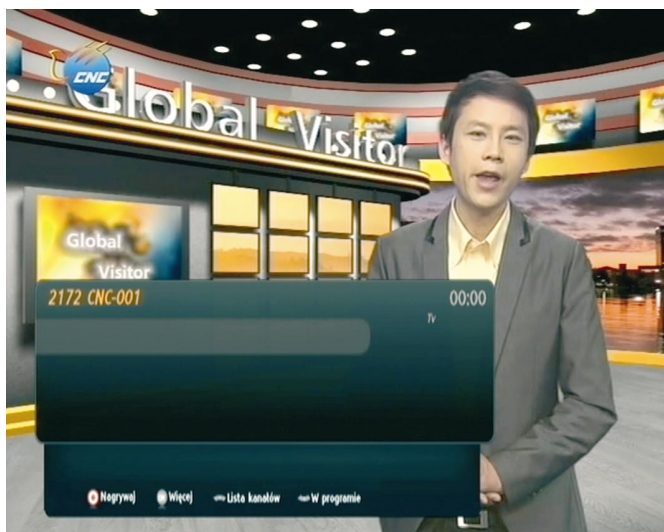 CNC
Global Visitor
Global
Visitor
2172 CNC-001
00:00
Tv
Nagrywaj Więcej Lista kanałów W programie